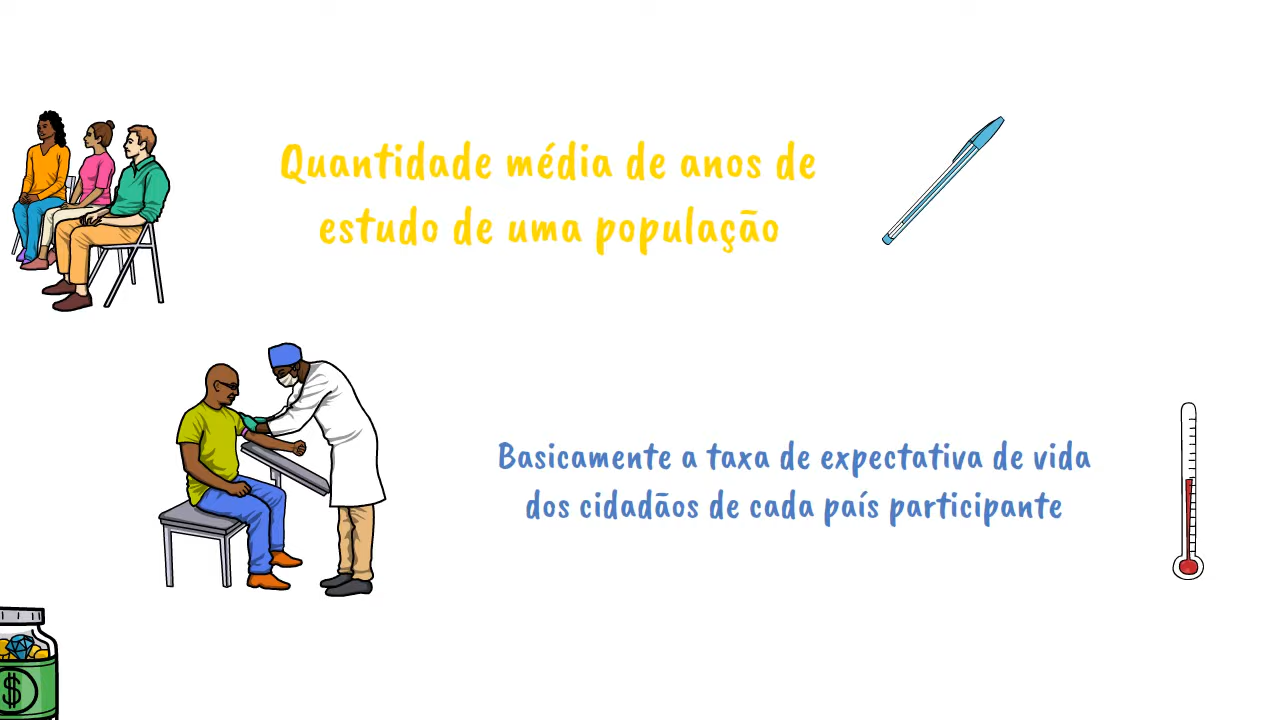 Quantidade média de anos de
estudo de uma população
Basicamente a taxa de expectativa de vida
dos cidadãos de cada país participante
$